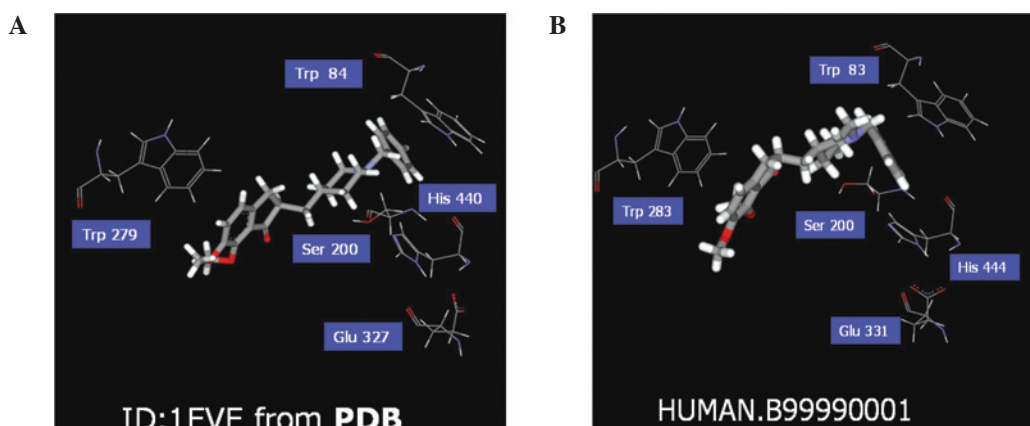 A
B
Trp 84
Trp 83
Trp 279
Trp 283
His 440
Ser 200
Ser 200
His 444
Glu 327
Glu 331
ID:1EVE from PDB
HUMAN.B99990001